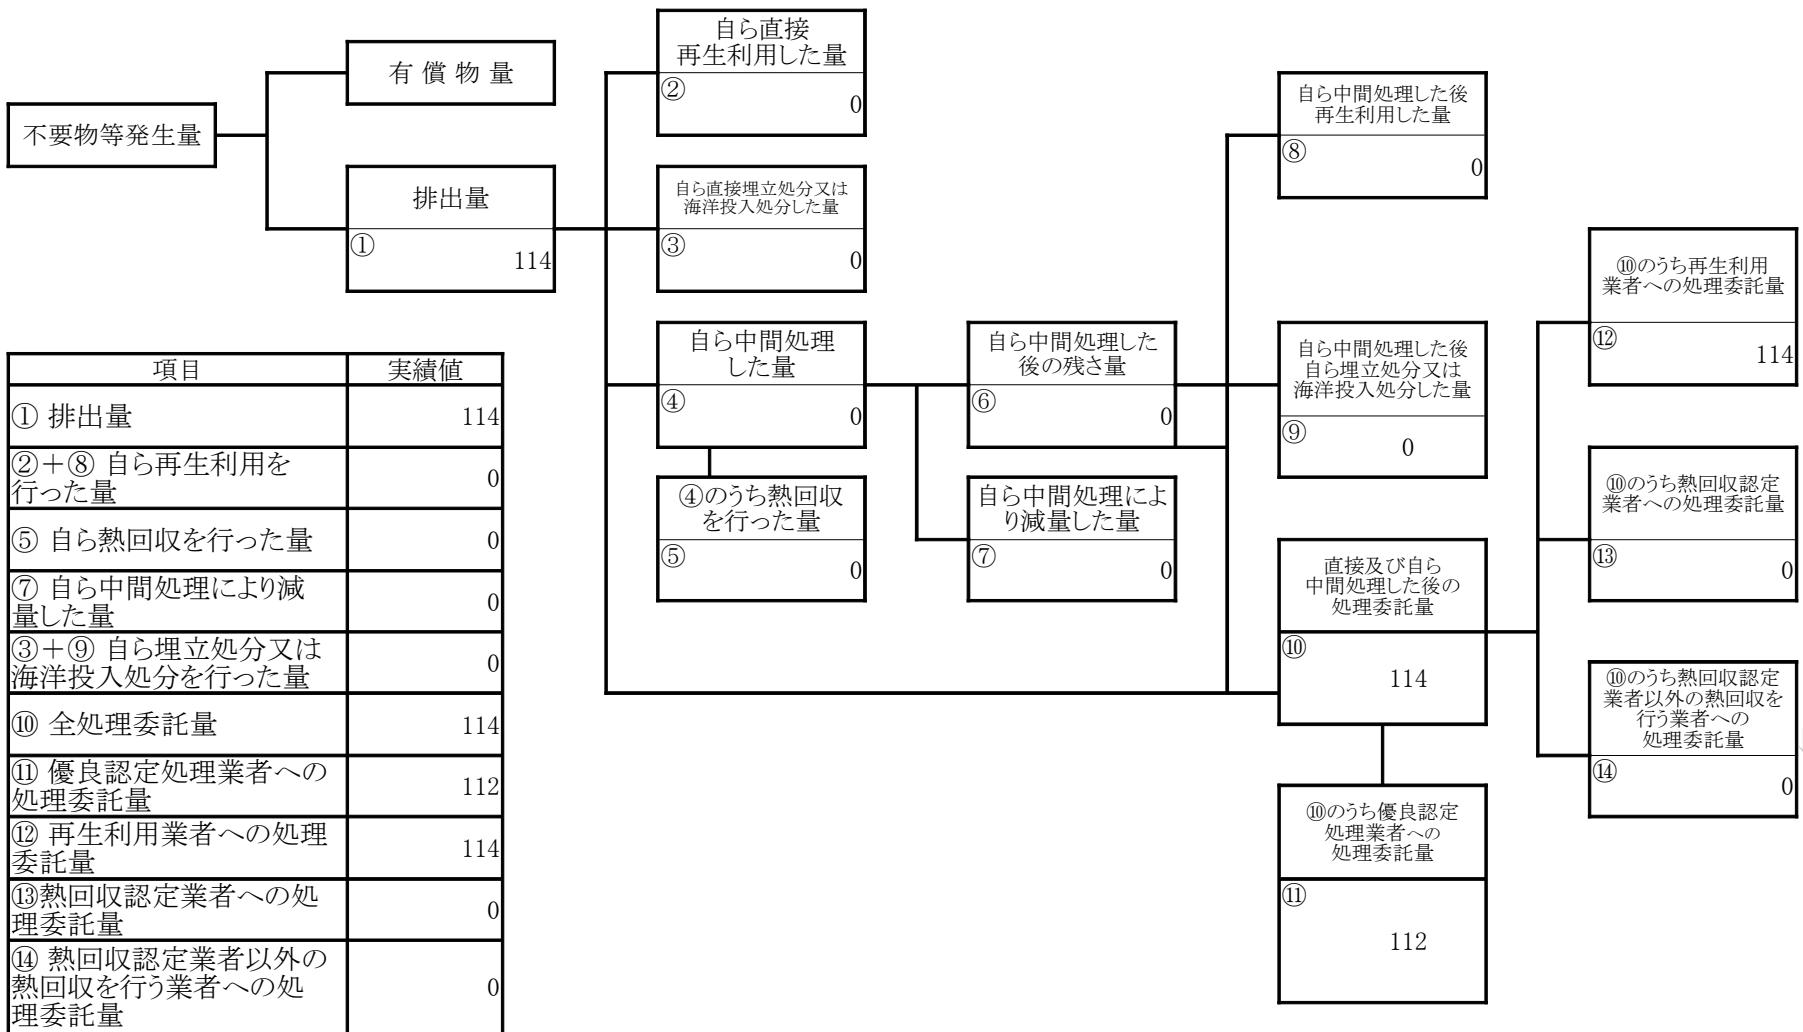 不要物等発生量
有 償 物 量
排出量
①
114
自ら直接
再生利用した量
②
0
自ら直接埋立処分又は
海洋投入処分した量
③
0
自ら中間処理
した量
④
0
④のうち熱回収
を行った量
⑤
0
自ら中間処理した
後の残さ量
⑥
0
自ら中間処理によ
り減量した量
⑦
0
自ら中間処理した後
再生利用した量
⑧
0
自ら中間処理した後
自ら埋立処分又は
海洋投入処分した量
⑨
0
直接及び自ら
中間処理した後の
処理委託量
⑩
114
⑩のうち優良認定
処理業者への
処理委託量
⑪
112
⑩のうち再生利用
業者への処理委託量
⑫
114
⑩のうち熱回収認定
業者への処理委託量
⑬
0
⑩のうち熱回収認定
業者以外の熱回収を
行う業者への
処理委託量
⑭
0
項目 実績値
① 排出量 114
②＋⑧ 自ら再生利用を
行った量 0
⑤ 自ら熱回収を行った量 0
⑦ 自ら中間処理により減
量した量 0
③＋⑨ 自ら埋立処分又は
海洋投入処分を行った量 0
⑩ 全処理委託量 114
⑪ 優良認定処理業者への
処理委託量 112
⑫ 再生利用業者への処理
委託量 114
⑬熱回収認定業者への処
理委託量 0
⑭ 熱回収認定業者以外の
熱回収を行う業者への処
理委託量 0